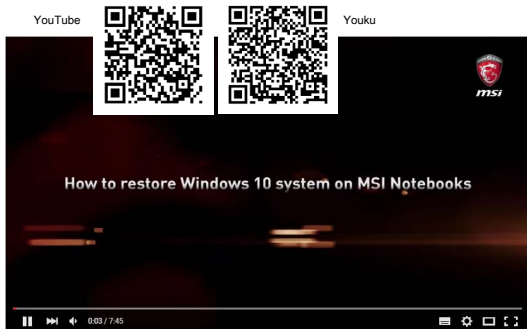 YouTube
Youku
msi
How to restore Windows 10 system on MSI Notebooks
0:03 / 7:45